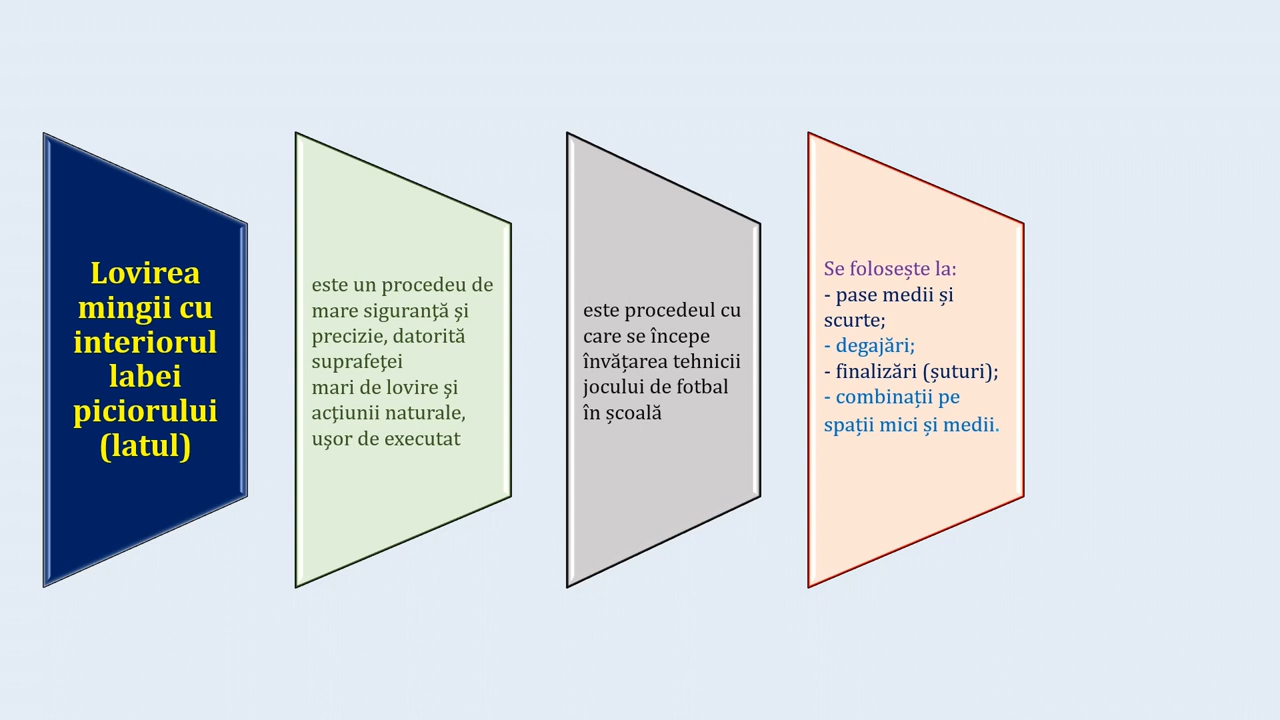 Lovirea
mingii cu
interiorul
labei
piciorului
(latul)
este un procedeu de
mare siguranţă şi
precizie, datorită
suprafeței
mari de lovire şi
acțiunii naturale,
uşor de executat
este procedeul cu
care se începe
învățarea tehnicii
jocului de fotbal
în școală
Se folosește la:
- pase medii și
scurte;
- degajări;
- finalizări (șuturi);
- combinații pe
spații mici și medii.